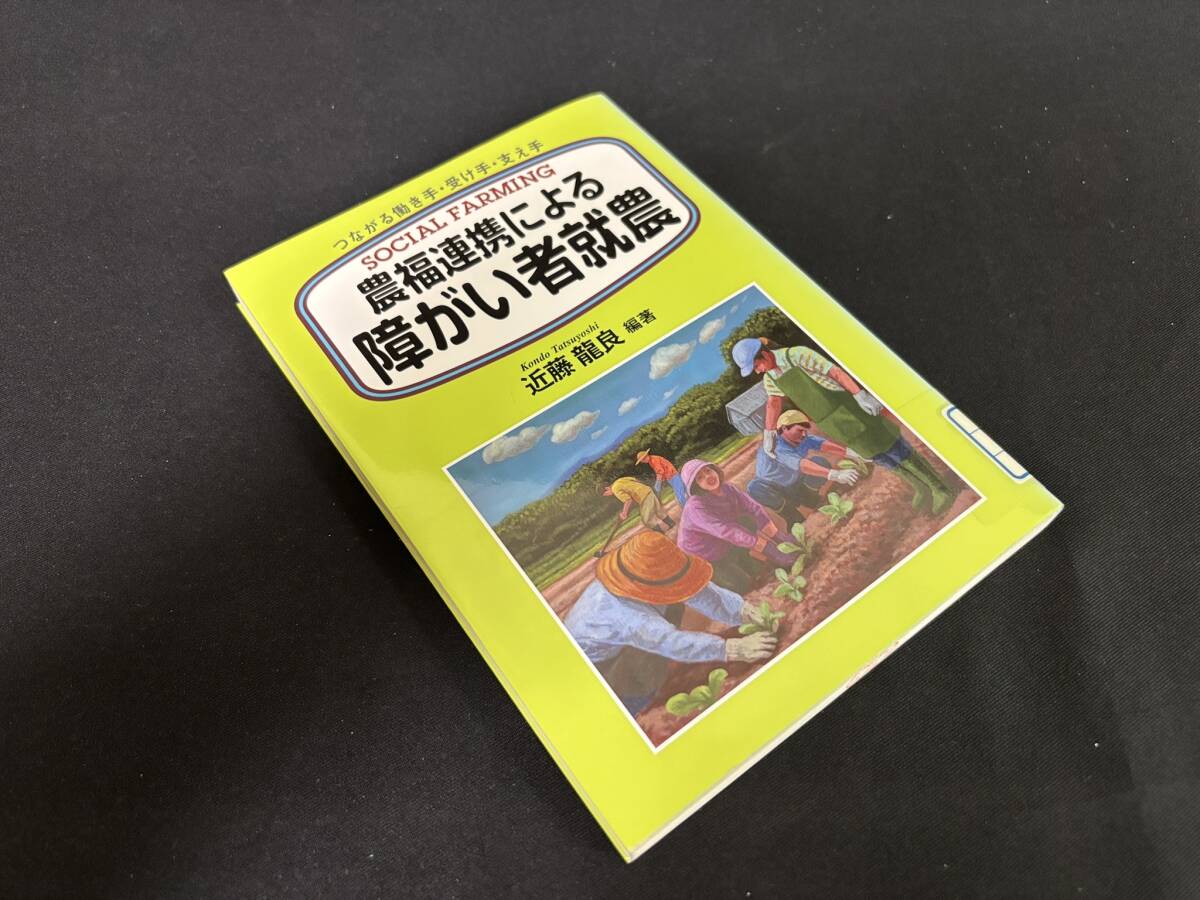 つながる働き手・受け手・支え手
SOCIAL FARMING
農福連携による
障がい者就農
Kondo Tatsuyoshi
近藤 龍良 編著